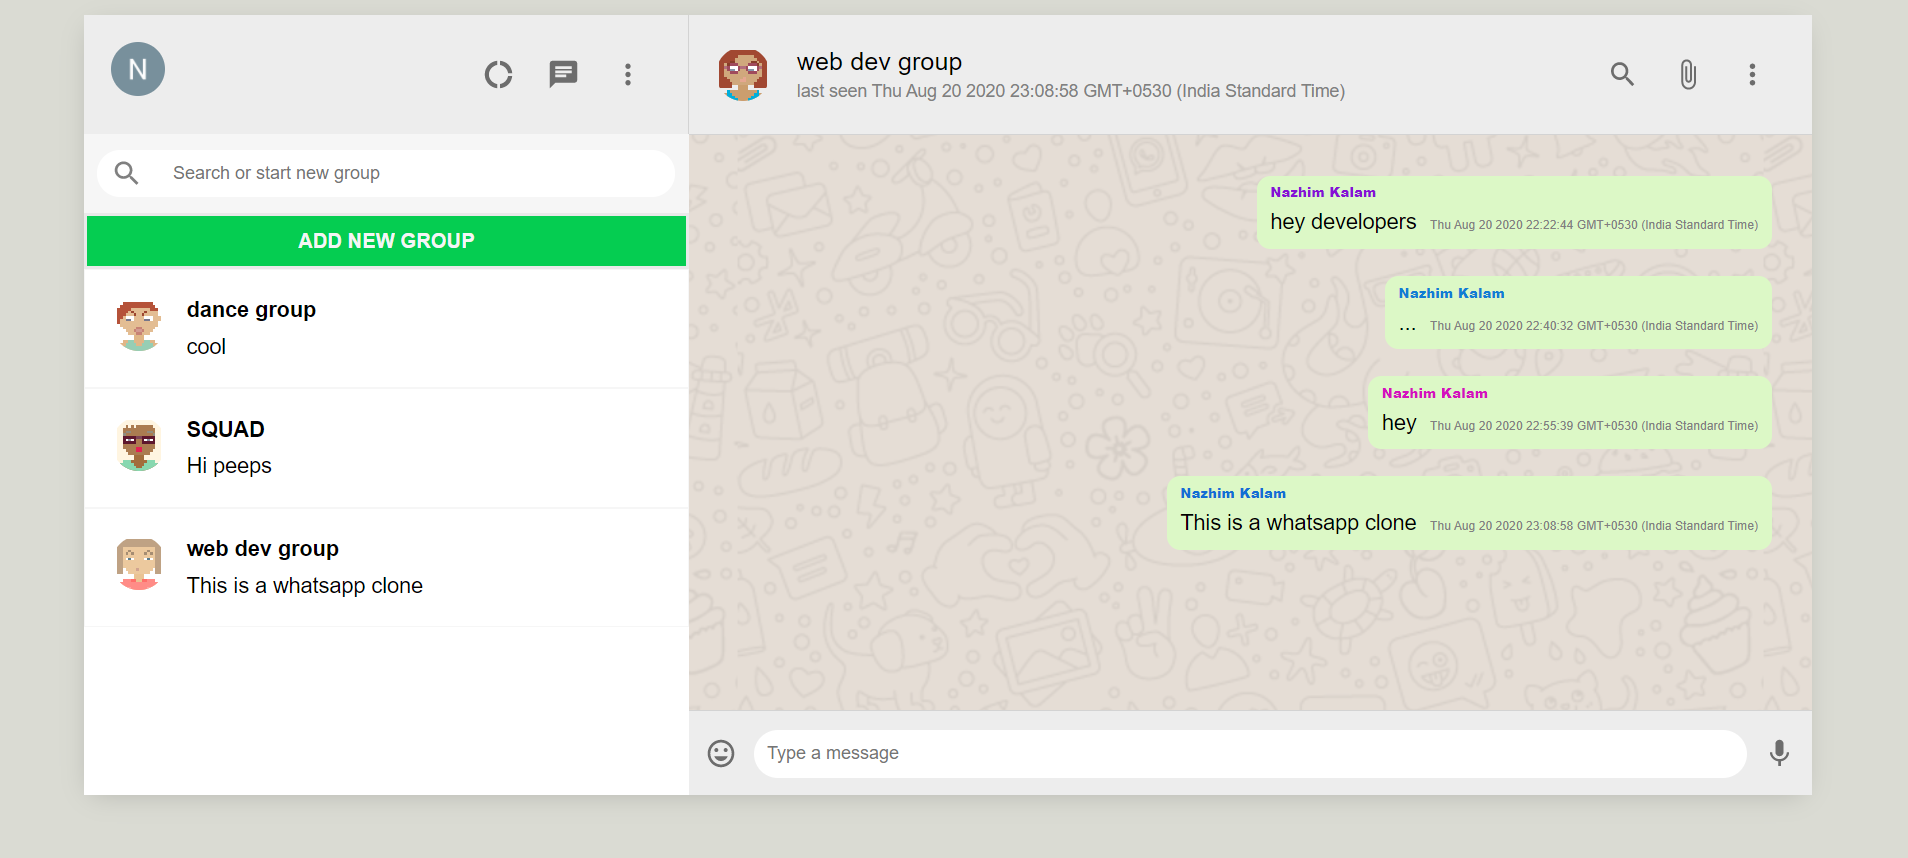 N
Search or start new group
ADD NEW GROUP
dance group
cool
SQUAD
Hi peeps
web dev group
This is a whatsapp clone
web dev group
last seen Thu Aug 20 2020 23:08:58 GMT+0530 (India Standard Time)
Nazhim Kalam
hey developers Thu Aug 20 2020 22:22:44 GMT+0530 (India Standard Time)
Nazhim Kalam
... Thu Aug 20 2020 22:40:32 GMT+0530 (India Standard Time)
Nazhim Kalam
hey Thu Aug 20 2020 22:55:39 GMT+0530 (India Standard Time)
Nazhim Kalam
This is a whatsapp clone Thu Aug 20 2020 23:08:58 GMT+0530 (India Standard Time)
Type a message